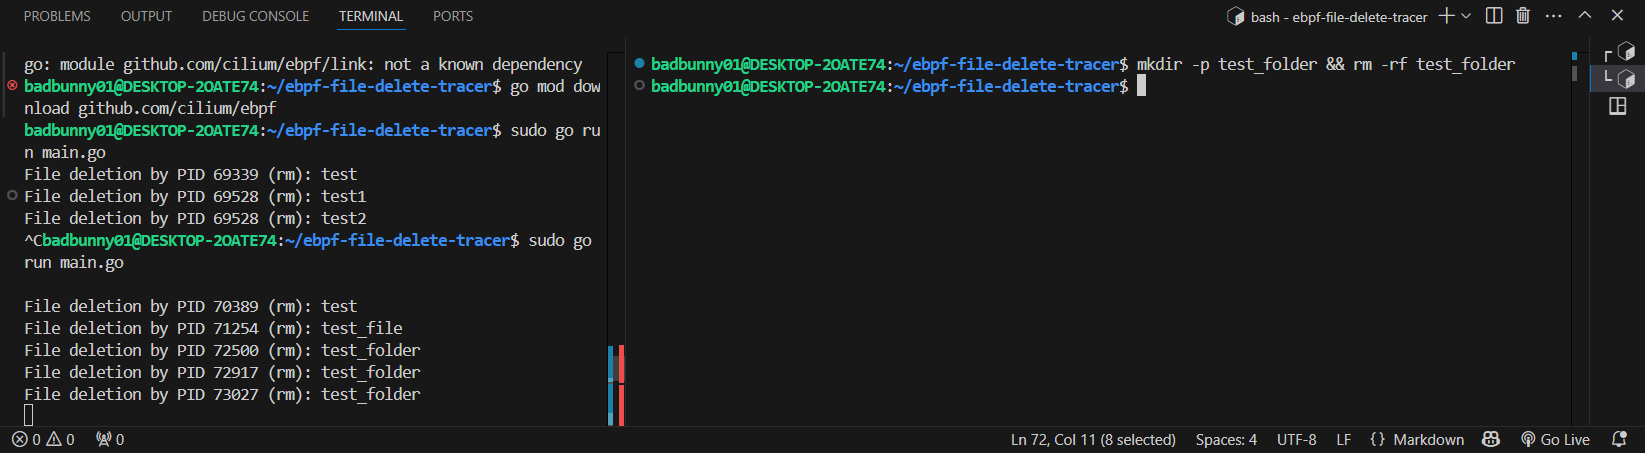 PROBLEMS OUTPUT DEBUG CONSOLE TERMINAL PORTS
bash - ebpf-file-delete-tracer
go: module github.com/cilium/ebpf/link: not a known dependency
badbunny01@DESKTOP-2OATE74:~/ebpf-file-delete-tracer$ go mod dow
nload github.com/cilium/ebpf
badbunny01@DESKTOP-2OATE74:~/ebpf-file-delete-tracer$ sudo go ru
n main.go
File deletion by PID 69339 (rm): test
File deletion by PID 69528 (rm): test1
File deletion by PID 69528 (rm): test2
^Cbadbunny01@DESKTOP-2OATE74:~/ebpf-file-delete-tracer$ sudo go
run main.go
File deletion by PID 70389 (rm): test
File deletion by PID 71254 (rm): test_file
File deletion by PID 72500 (rm): test_folder
File deletion by PID 72917 (rm): test_folder
File deletion by PID 73027 (rm): test_folder
badbunny01@DESKTOP-2OATE74:~/ebpf-file-delete-tracer$ mkdir -p test_folder && rm -rf test_folder
badbunny01@DESKTOP-2OATE74:~/ebpf-file-delete-tracer$
0 0 0 Ln 72, Col 11 (8 selected) Spaces: 4 UTF-8 LF {} Markdown Go Live